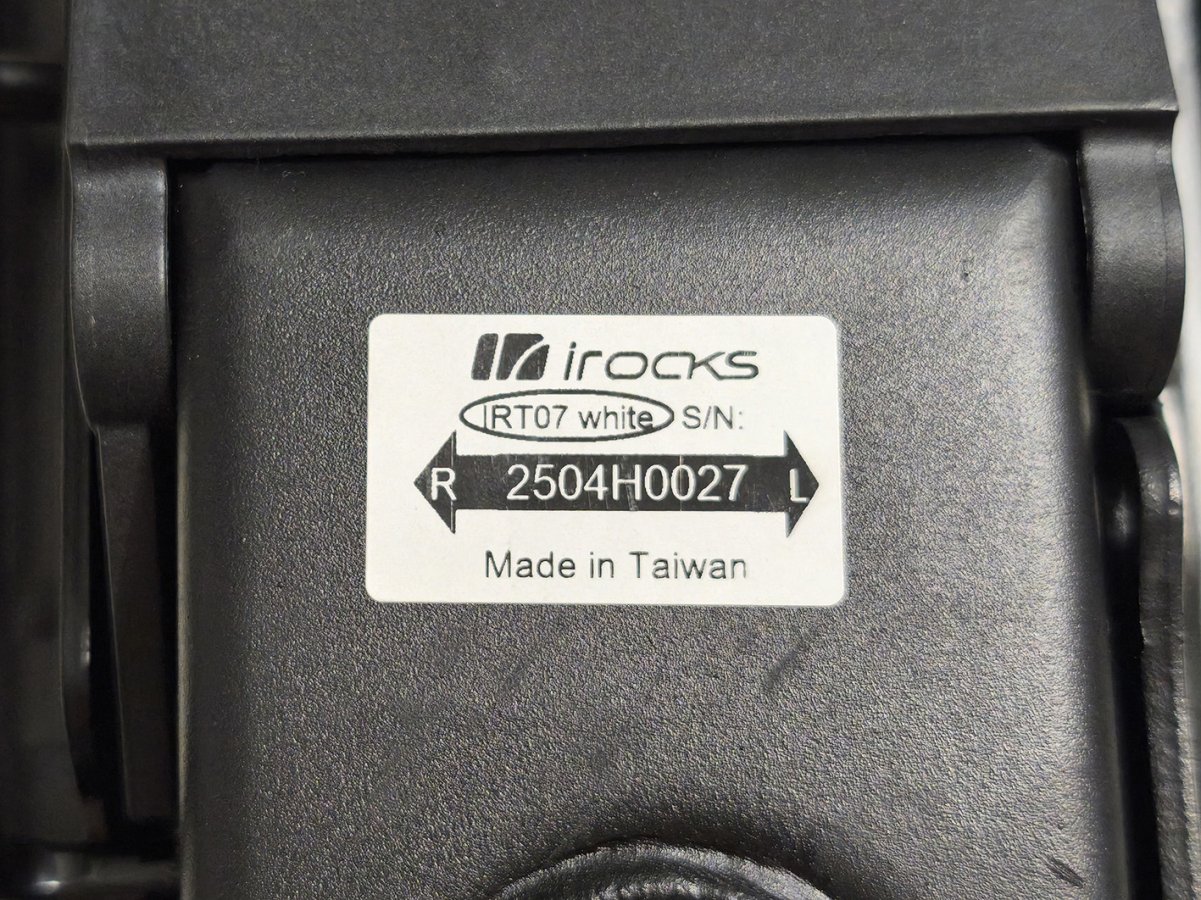 irocks
IRT07 white S/N:
R 2504H0027 L
Made in Taiwan